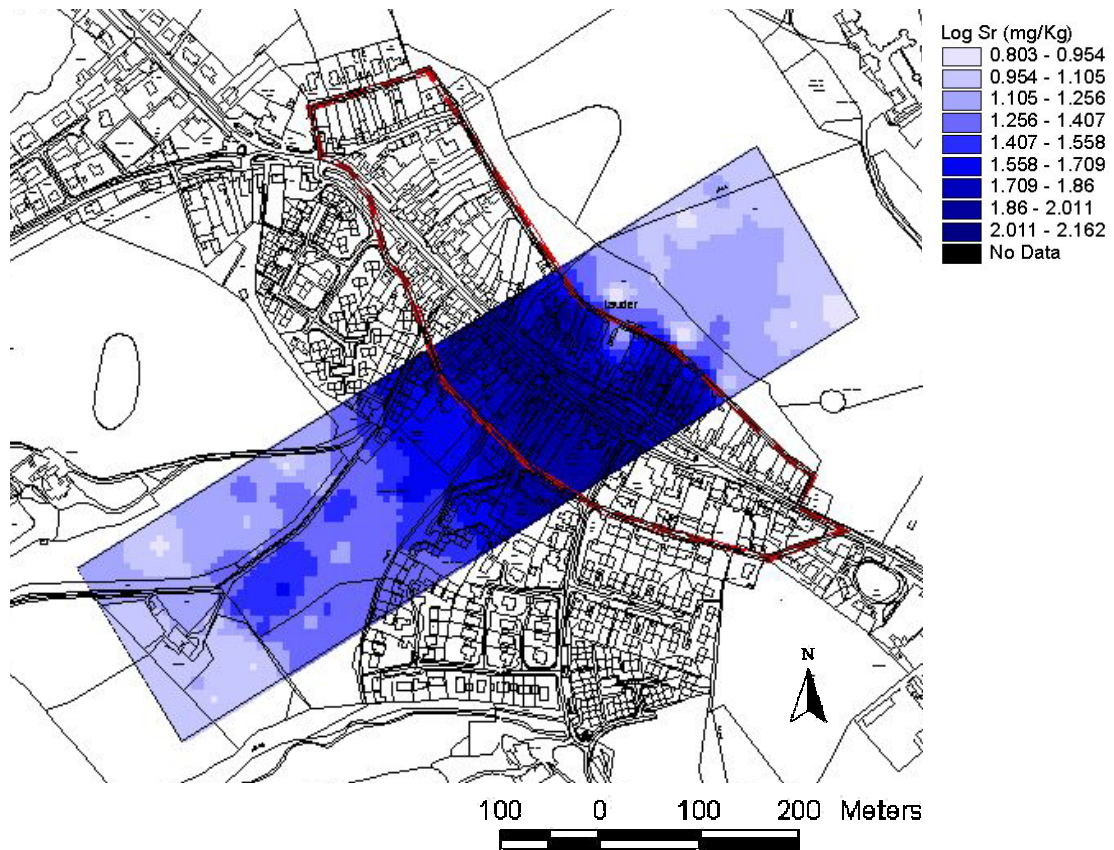 Log Sr (mg/Kg)
0.803 - 0.954
0.954 - 1.105
1.105 - 1.256
1.256 - 1.407
1.407 - 1.558
1.558 - 1.709
1.709 - 1.86
1.86 - 2.011
2.011 - 2.162
No Data
Lauder
N
100 0 100 200 Meters